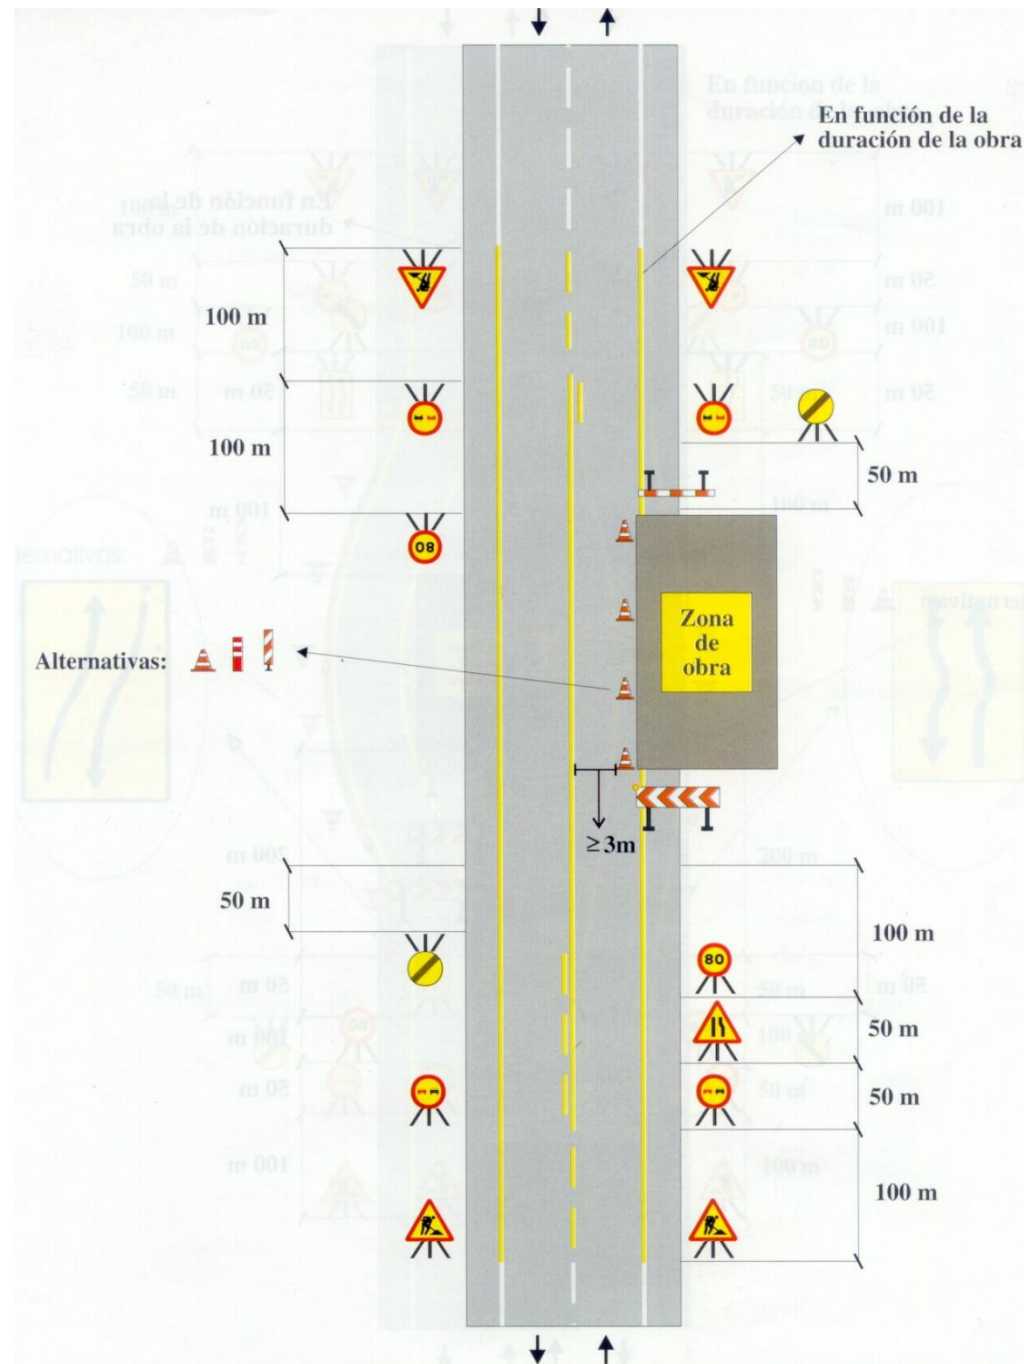 En función de la
duración de la obra
100 m
100 m
50 m
80
Zona
de
obra
Alternativas:
≥3m
50 m
100 m
80
50 m
50 m
100 m